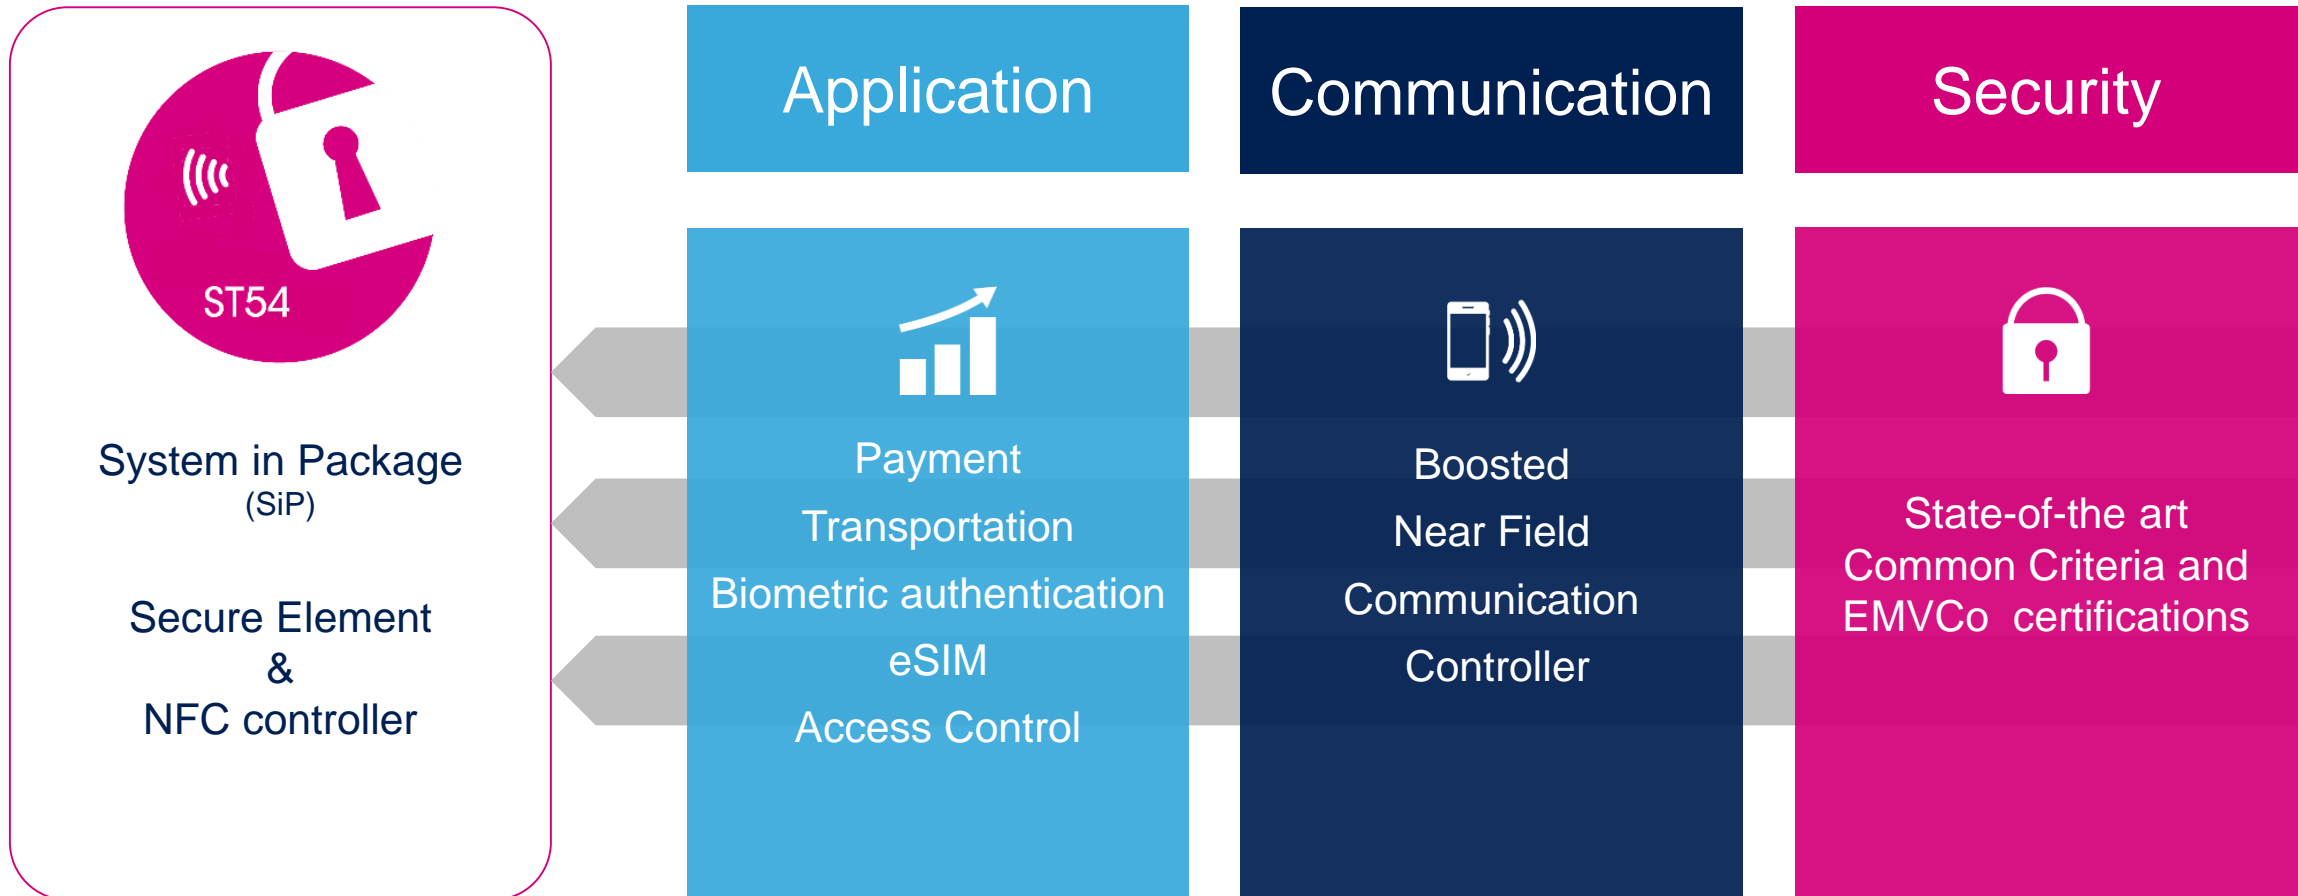 ST54
System in Package
(SiP)
Secure Element
&
NFC controller
Application
Payment
Transportation
Biometric authentication
eSIM
Access Control
Communication
Boosted
Near Field
Communication
Controller
Security
State-of-the art
Common Criteria and
EMVCo  certifications